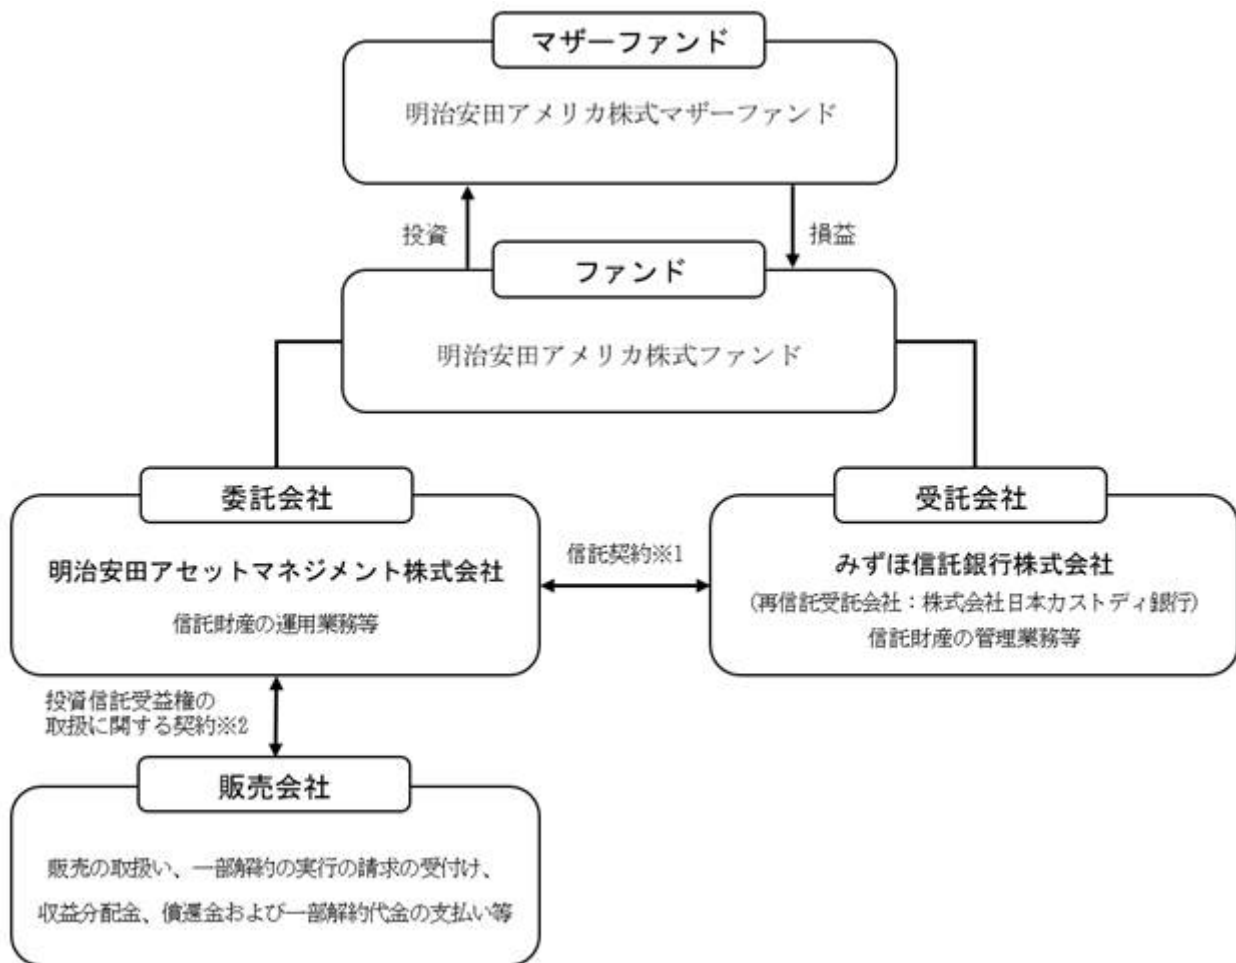 マザーファンド
明治安田アメリカ株式マザーファンド
投資
損益
ファンド
明治安田アメリカ株式ファンド
委託会社
明治安田アセットマネジメント株式会社
信託財産の運用業務等
信託契約※1
受託会社
みずほ信託銀行株式会社
(再信託受託会社：株式会社日本カストディ銀行)
信託財産の管理業務等
投資信託受益権の
取扱に関する契約※2
販売会社
販売の取扱い、一部解約の実行の請求の受付け、
収益分配金、償還金および一部解約代金の支払い等